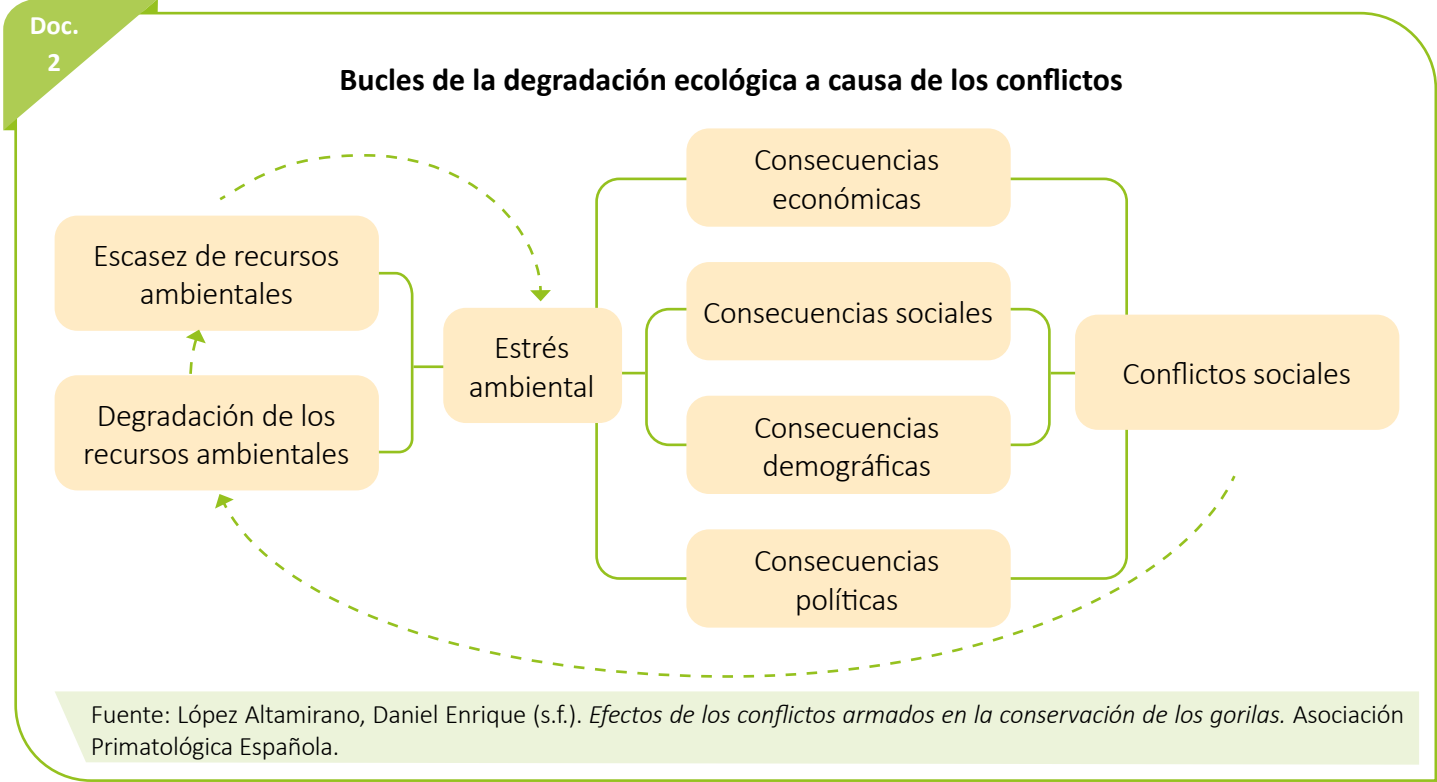 Doc.
2
Bucles de la degradación ecológica a causa de los conflictos
Escasez de recursos
ambientales
Degradación de los
recursos ambientales
Estrés
ambiental
Consecuencias
económicas
Consecuencias sociales
Consecuencias
demográficas
Consecuencias
políticas
Conflictos sociales
Fuente: López Altamirano, Daniel Enrique (s.f.). Efectos de los conflictos armados en la conservación de los gorilas. Asociación
Primatológica Española.